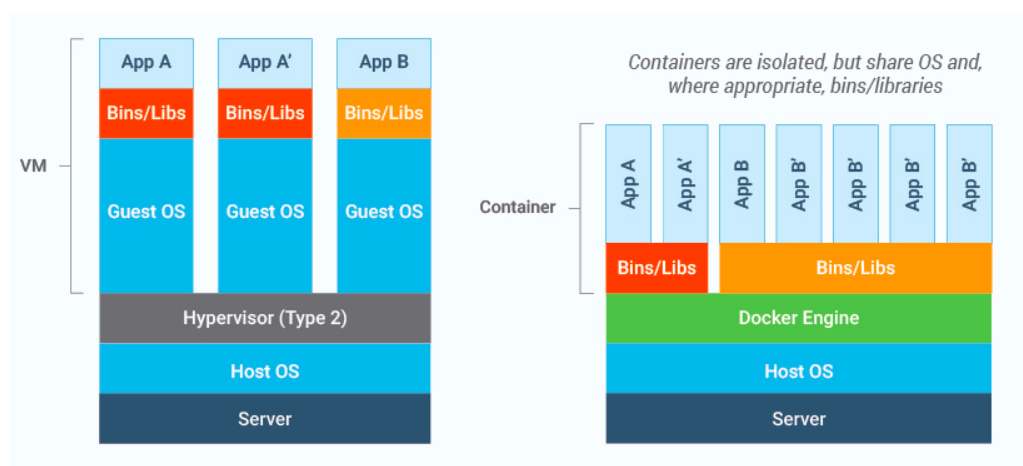 App A
App A'
App B
Bins/Libs
Bins/Libs
Bins/Libs
VM
Guest OS
Guest OS
Guest OS
Hypervisor (Type 2)
Host OS
Server
Containers are isolated, but share OS and,
where appropriate, bins/libraries
Container
App A
App A'
App B
App B'
App B'
App B'
App B'
Bins/Libs
Bins/Libs
Docker Engine
Host OS
Server